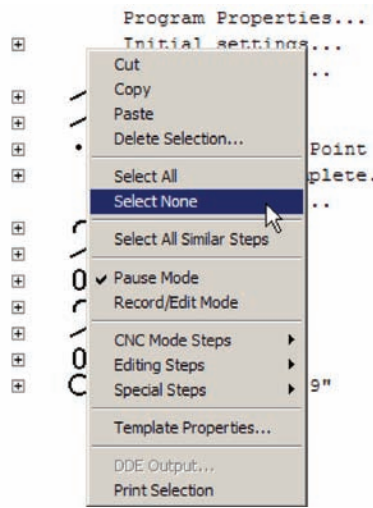 Program Properties...
Initial settings...
Cut
Copy
Paste
Delete Selection...
Point
Select All
plete.
Select None
Select All Similar Steps
Pause Mode
Record/Edit Mode
CNC Mode Steps
Editing Steps
Special Steps
9"
Template Properties...
DDE Output...
Print Selection